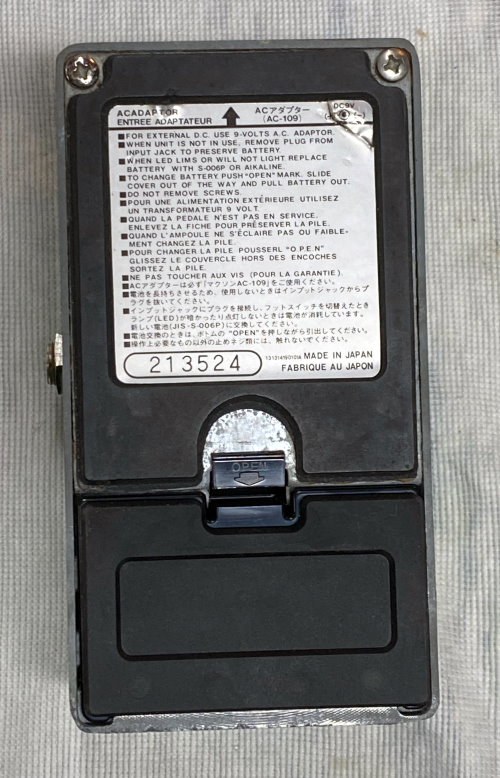 ACADAPTOR
ENTREE ADAPTATEUR
ACアダプター
(AC-109)
DC9V
■FOR EXTERNAL D.C. USE 9-VOLTS A.C. ADAPTOR.
■WHEN UNIT IS NOT IN USE, REMOVE PLUG FROM
INPUT JACK TO PRESERVE BATTERY.
■WHEN LED LIMS OR WILL NOT LIGHT REPLACE
BATTERY WITH S-006P OR AIKALINE.
■TO CHANGE BATTERY, PUSH "OPEN" MARK. SLIDE
COVER OUT OF THE WAY AND PULL BATTERY OUT.
■DO NOT REMOVE SCREWS.
■POUR UNE ALIMENTATION EXTÉRIEURE UTILISEZ
UN TRANSFORMATEUR 9 VOLT.
■QUAND LA PEDALE N'EST PAS EN SERVICE.
ENLEVEZ LA FICHE POUR PRÉSERVER LA PILE.
■QUAND L'AMPOULE NE S'ÉCLAIRE PAS OU FAIBLE-
MENT CHANGEZ LA PILE.
■POUR CHANGER LA PILE POUSSERL "OPEN"
GLISSEZ LE COUVERCLE HORS DES ENCOCHES
SORTEZ LA PILE.
■NE PAS TOUCHER AUX VIS (POUR LA GARANTIE).
■ACアダプターは必ず「マクソンAC-109」をご使用ください。
■電池を長持ちさせるため、使用しないときはインプットジャックからプ
ラグを抜いてください。
■インプットジャックにプラグを接続し、フットスイッチを切替えたとき
ランプ(LED)が暗かったり点灯しないときは電池が消耗しています。
新しい電池(JIS-S-006P)に交換してください。
■電池交換のときは、ボトムの "OPEN" を押しながら引出してください。
■操作上必要なもの以外の止めネジ類には、触れないでください。
213524
MADE IN JAPAN
FABRIQUE AU JAPON
OPEN